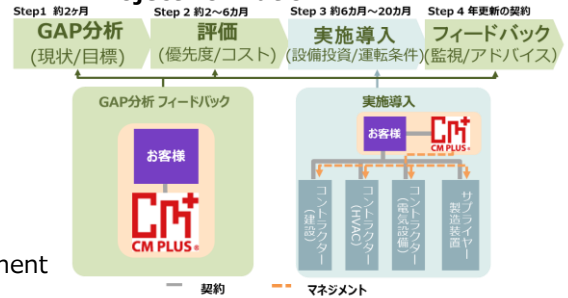 Step1 約2ヶ月
GAP分析
(現状/目標)
Step 2 約2～6カ月
評価
(優先度/コスト)
Step 3 約6カ月～20カ月
実施導入
(設備投資/運転条件)
Step 4 年更新の契約
フィードバック
(監視/アドバイス)
GAP分析 フィードバック
お客様
CM+
CM PLUS®
実施導入
お客様
CM+
CM PLUS®
コントラクター
(建設)
コントラクター
(HVAC)
コントラクター
(電気設備)
サプライヤー
製造装置
ment
契約
マネジメント